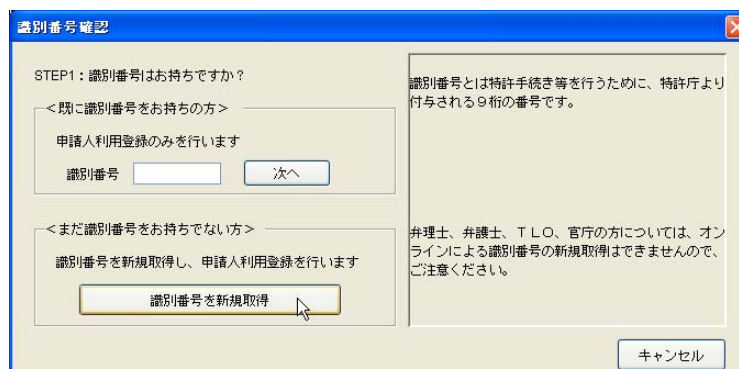 識別番号確認
STEP1：識別番号はお持ちですか？
＜既に識別番号をお持ちの方＞
申請人利用登録のみを行います
識別番号
次へ
＜まだ識別番号をお持ちでない方＞
識別番号を新規取得し、申請人利用登録を行います
識別番号を新規取得
識別番号とは特許手続き等を行うために、特許庁より
付与される９桁の番号です。
弁理士、弁護士、ＴＬＯ、官庁の方については、オン
ラインによる識別番号の新規取得はできませんので、
ご注意ください。
キャンセル